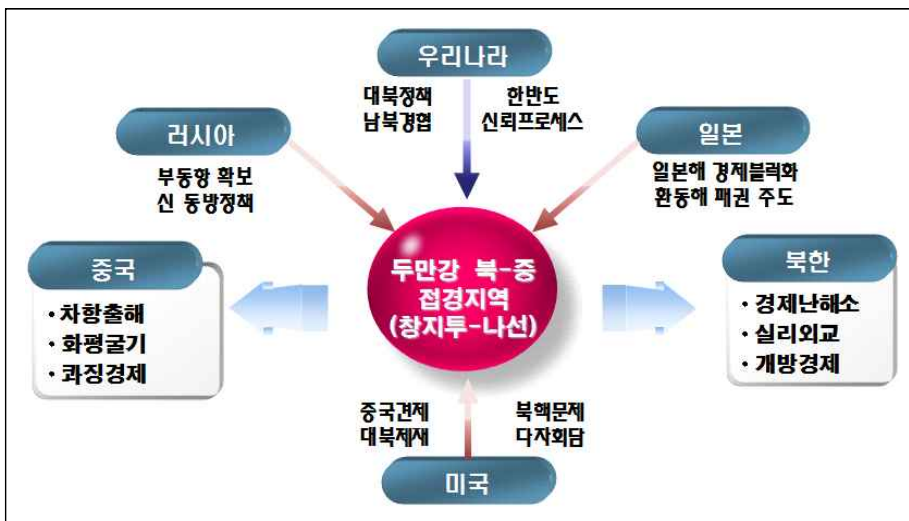 우리나라
대북정책
남북경협
한반도
신뢰프로세스
러시아
부동항 확보
신 동방정책
일본
일본해 경제블럭화
환동해 패권 주도
중국
· 차항출해
· 화평굴기
· 콰징경제
두만강 북-중
접경지역
(창지투-나선)
북한
· 경제난해소
· 실리외교
· 개방경제
중국견제
대북제재
북핵문제
다자회담
미국